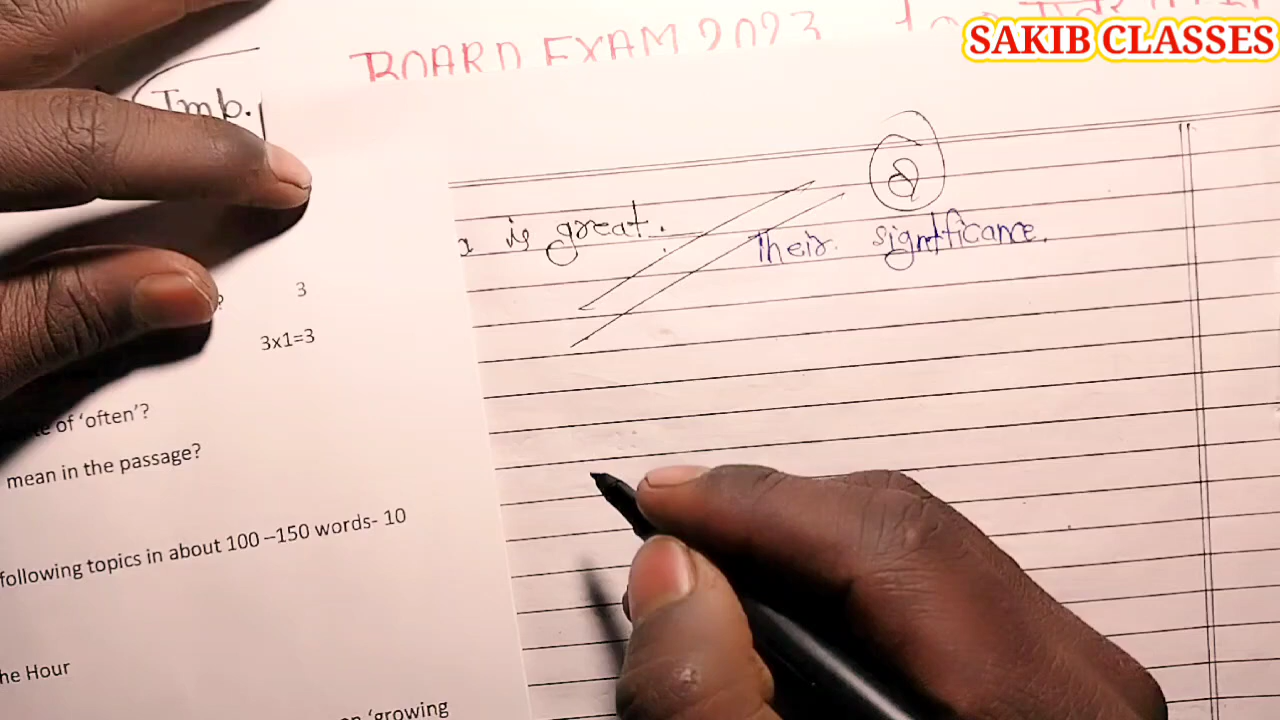 SAKIB CLASSES
BOARD EXAM 2023
Imb.
is great.
Their significance.
? 3
3x1=3
of ‘often’?
mean in the passage?
following topics in about 100 –150 words- 10
he Hour
‘growing